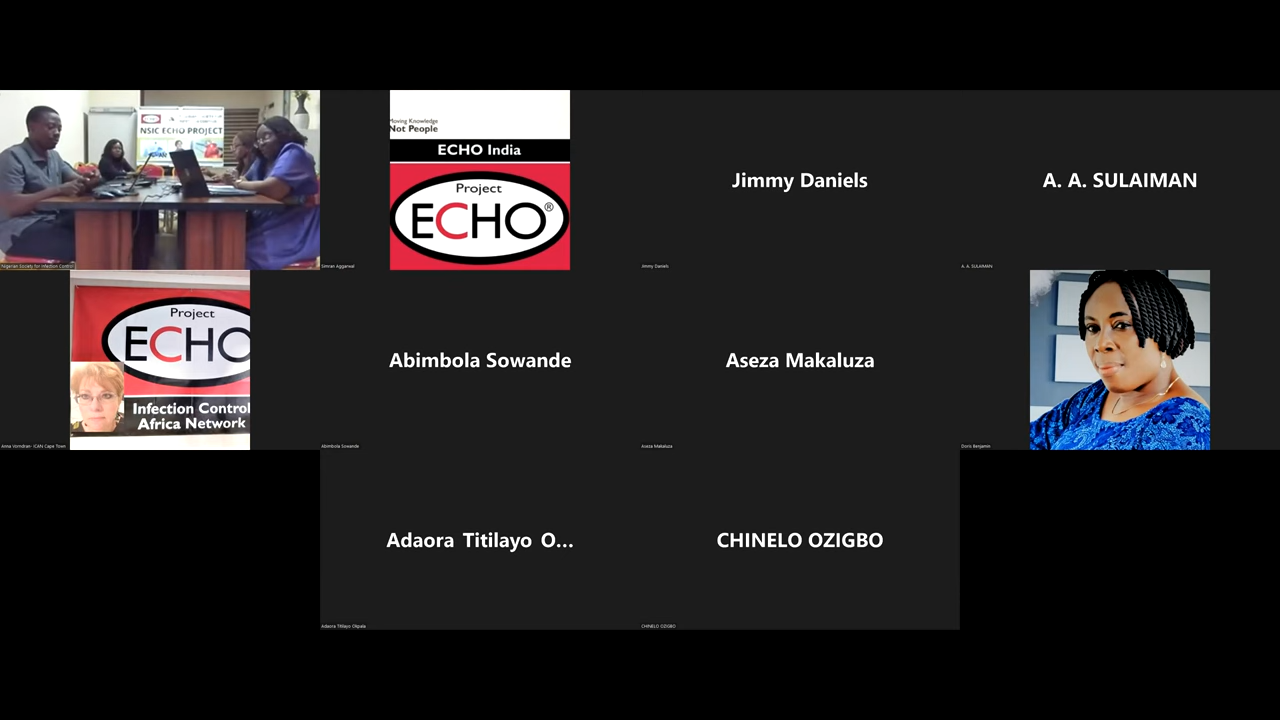 NSIC ECHO PROJECT
Nigerian Society for Infection Control
Moving Knowledge
Not People
ECHO India
Project
ECHO®
Simran Aggarwal
Jimmy Daniels
Jimmy Daniels
A. A. SULAIMAN
A. A. SULAIMAN
Project
ECHO
Infection Control
Africa Network
Anna Vorndran- ICAN Cape Town
Abimbola Sowande
Abimbola Sowande
Aseza Makaluza
Aseza Makaluza
Doris Benjamin
Adaora Titilayo O...
Adaora Titilayo Okpala
CHINELO OZIGBO
CHINELO OZIGBO